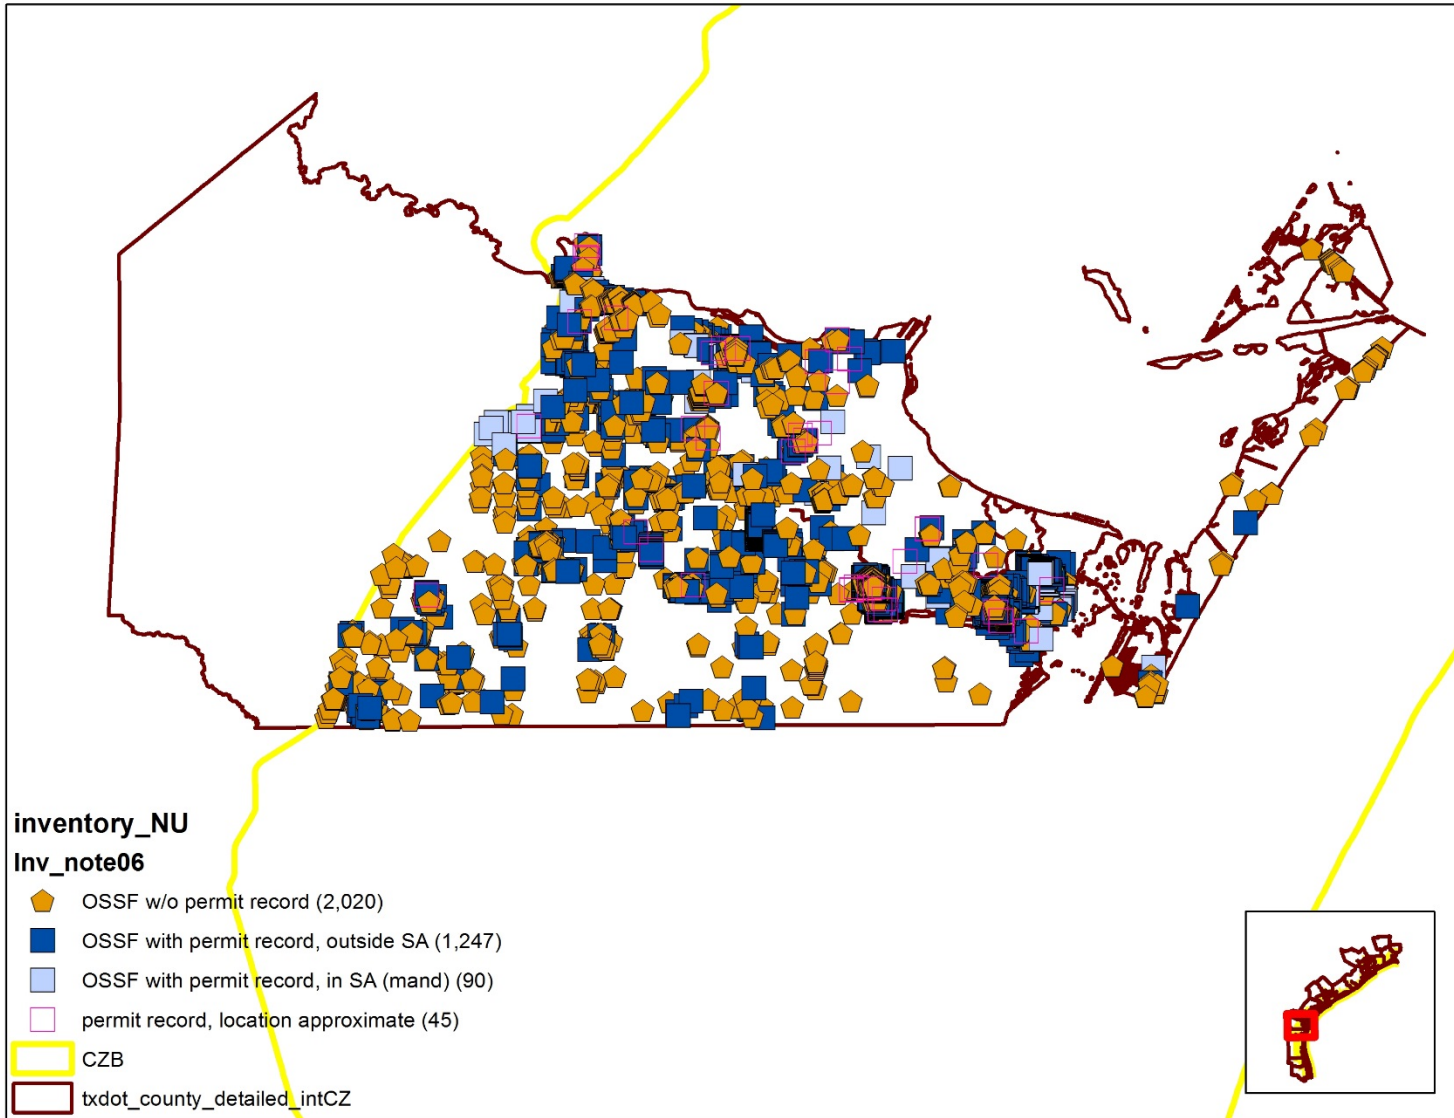 inventory_NU
Inv_note06
OSSF w/o permit record (2,020)
OSSF with permit record, outside SA (1,247)
OSSF with permit record, in SA (mand) (90)
permit record, location approximate (45)
CZB
txdot_county_detailed_intCZ